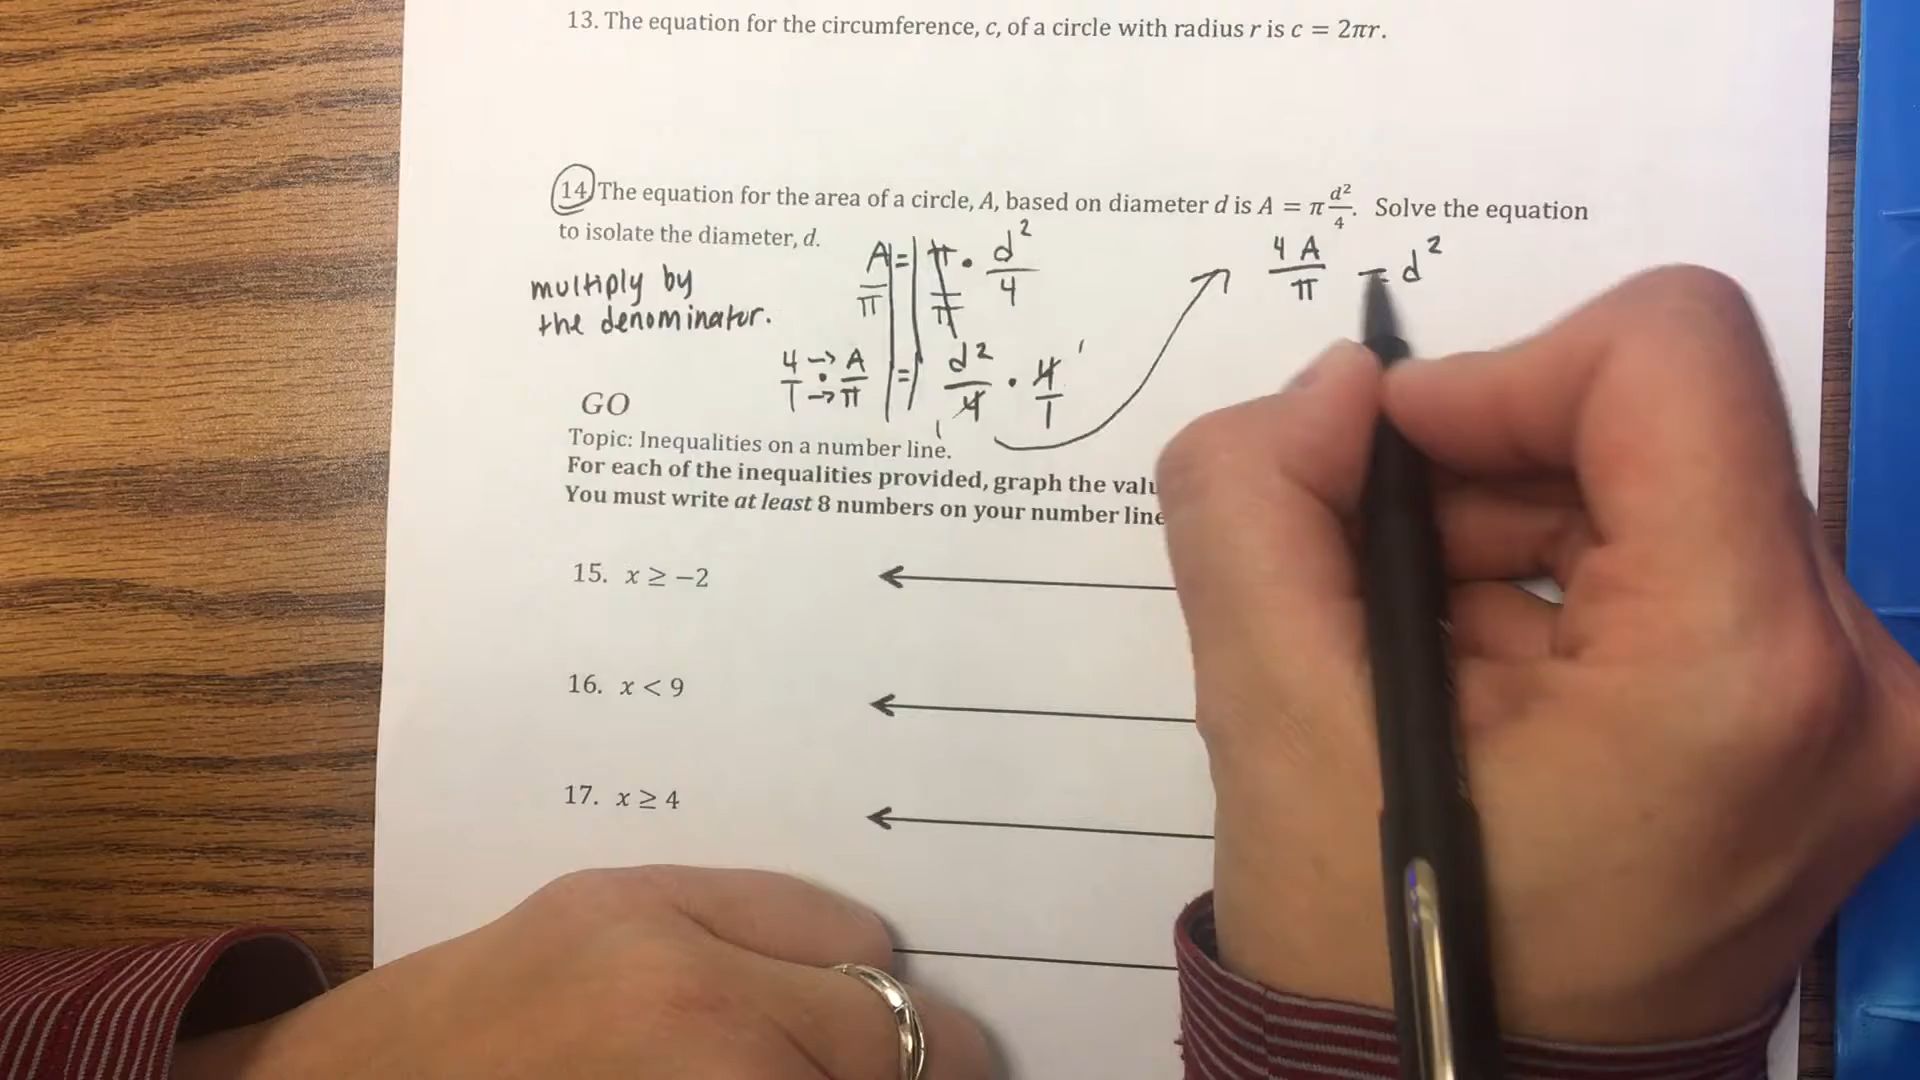 13. The equation for the circumference, c, of a circle with radius r is c = 2πr.
14. The equation for the area of a circle, A, based on diameter d is A = π d²/4. Solve the equation
to isolate the diameter, d.
multiply by
the denominator.
A/π = π/π · d²/4
4/1 · A/π = d²/4 · 4/1
1 1
4A/π = d²
GO
Topic: Inequalities on a number line.
For each of the inequalities provided, graph the
You must write at least 8 numbers on your number line
15. x ≥ −2
16. x < 9
17. x ≥ 4